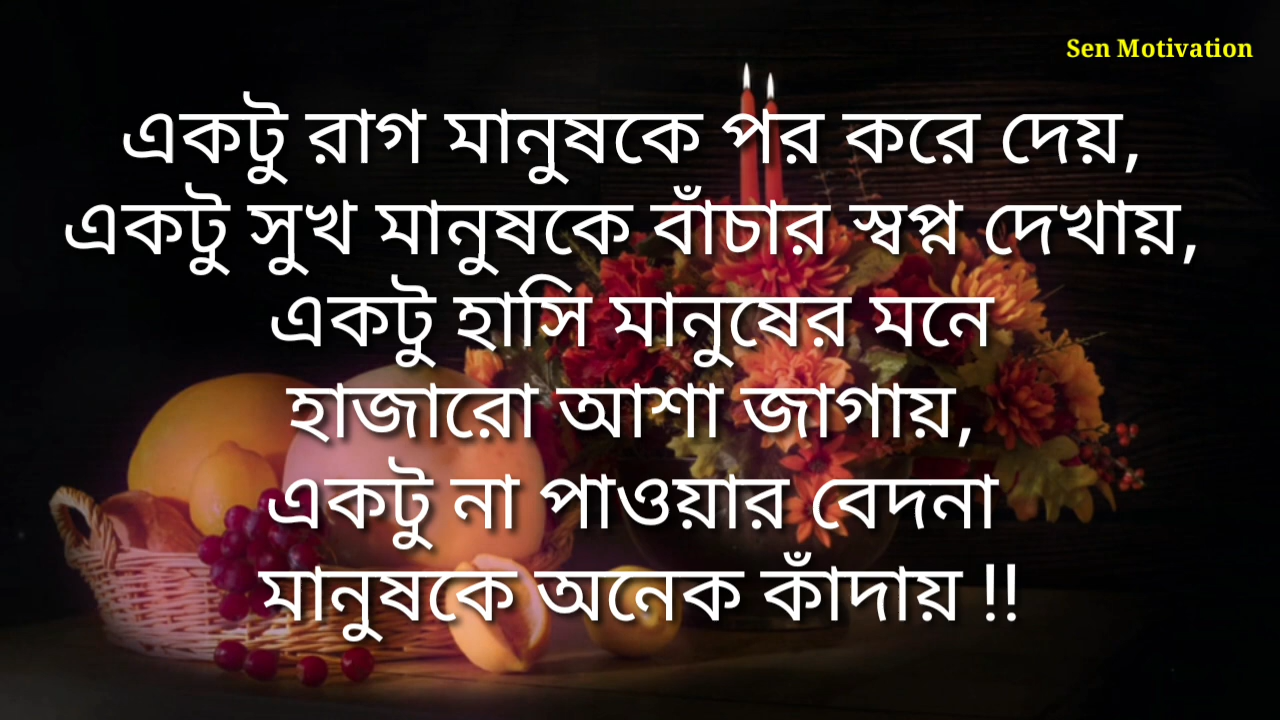 Sen Motivation
একটু রাগ মানুষকে পর করে দেয়,
একটু সুখ মানুষকে বাঁচার স্বপ্ন দেখায়,
একটু হাসি মানুষের মনে
হাজারো আশা জাগায়,
একটু না পাওয়ার বেদনা
মানুষকে অনেক কাঁদায় !!